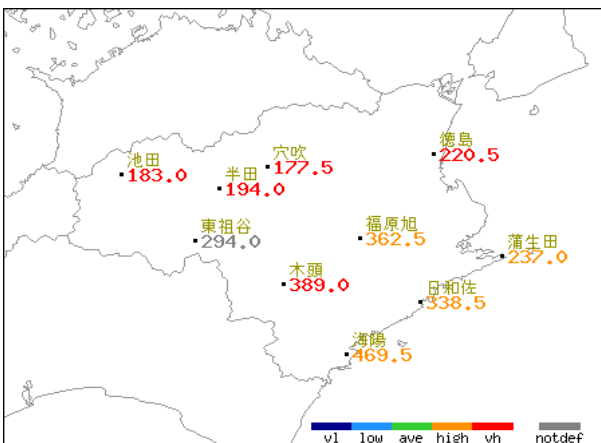 徳島
220.5
穴吹
177.5
池田
183.0
半田
194.0
東祖谷
294.0
福原旭
362.5
蒲生田
237.0
木頭
389.0
日和佐
338.5
海陽
469.5
vl low ave high vh notdef